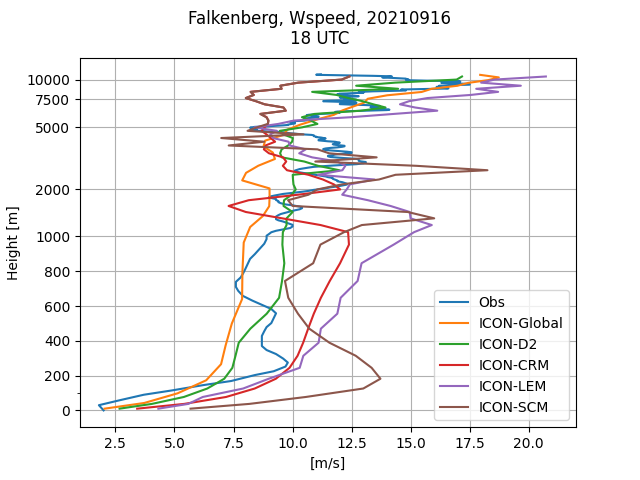 Falkenberg, Wspeed, 20210916
18 UTC
10000
7500
5000
2000
1000
800
600
400
200
0
Height [m]
Obs
ICON-Global
ICON-D2
ICON-CRM
ICON-LEM
ICON-SCM
2.5 5.0 7.5 10.0 12.5 15.0 17.5 20.0
[m/s]